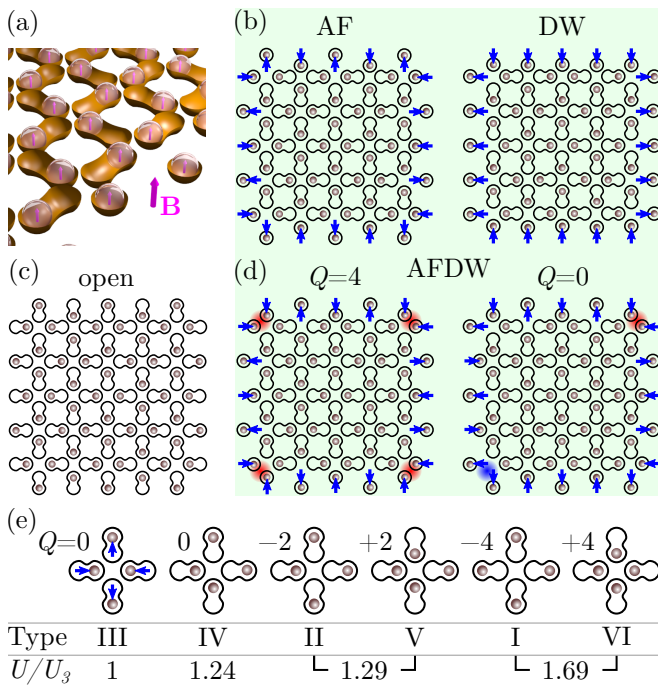 (a)
B
(b)
AF
DW
(c)
open
(d)
AFDW
Q=4
Q=0
(e)
Q=0 0 −2 +2 −4 +4
Type III IV II V I VI
U/U₃ 1 1.24 1.29 1.69